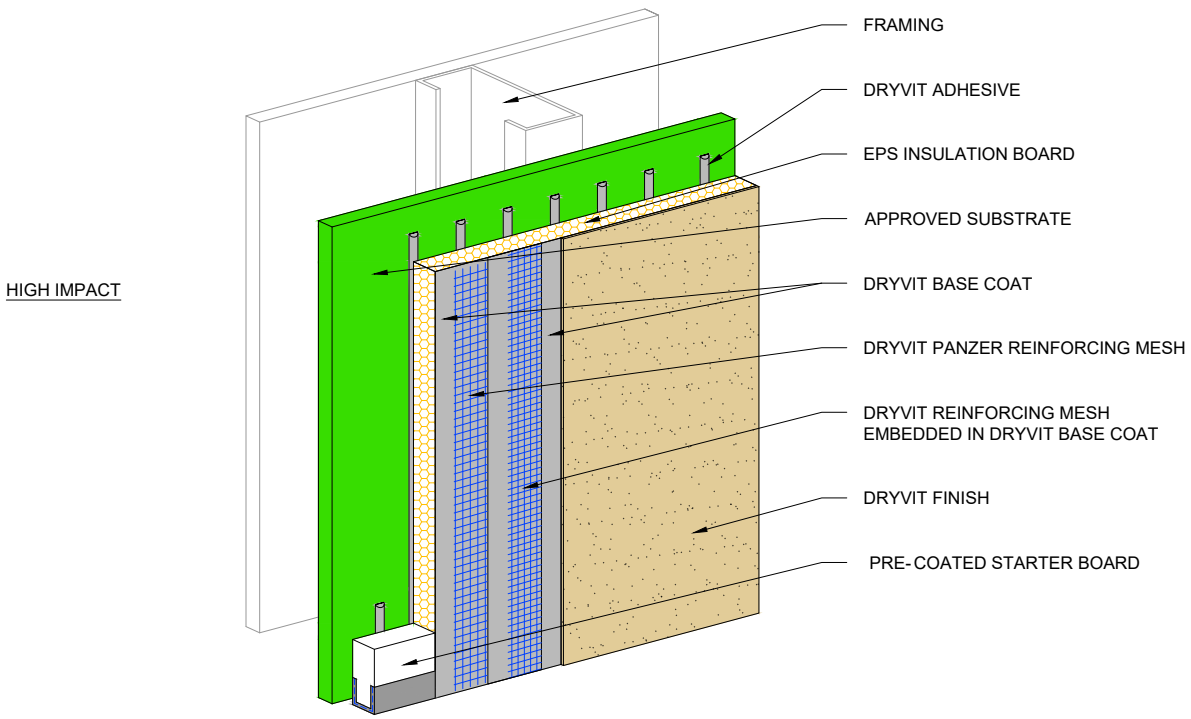 FRAMING
DRYVIT ADHESIVE
EPS INSULATION BOARD
APPROVED SUBSTRATE
HIGH IMPACT
DRYVIT BASE COAT
DRYVIT PANZER REINFORCING MESH
DRYVIT REINFORCING MESH
EMBEDDED IN DRYVIT BASE COAT
DRYVIT FINISH
PRE-COATED STARTER BOARD